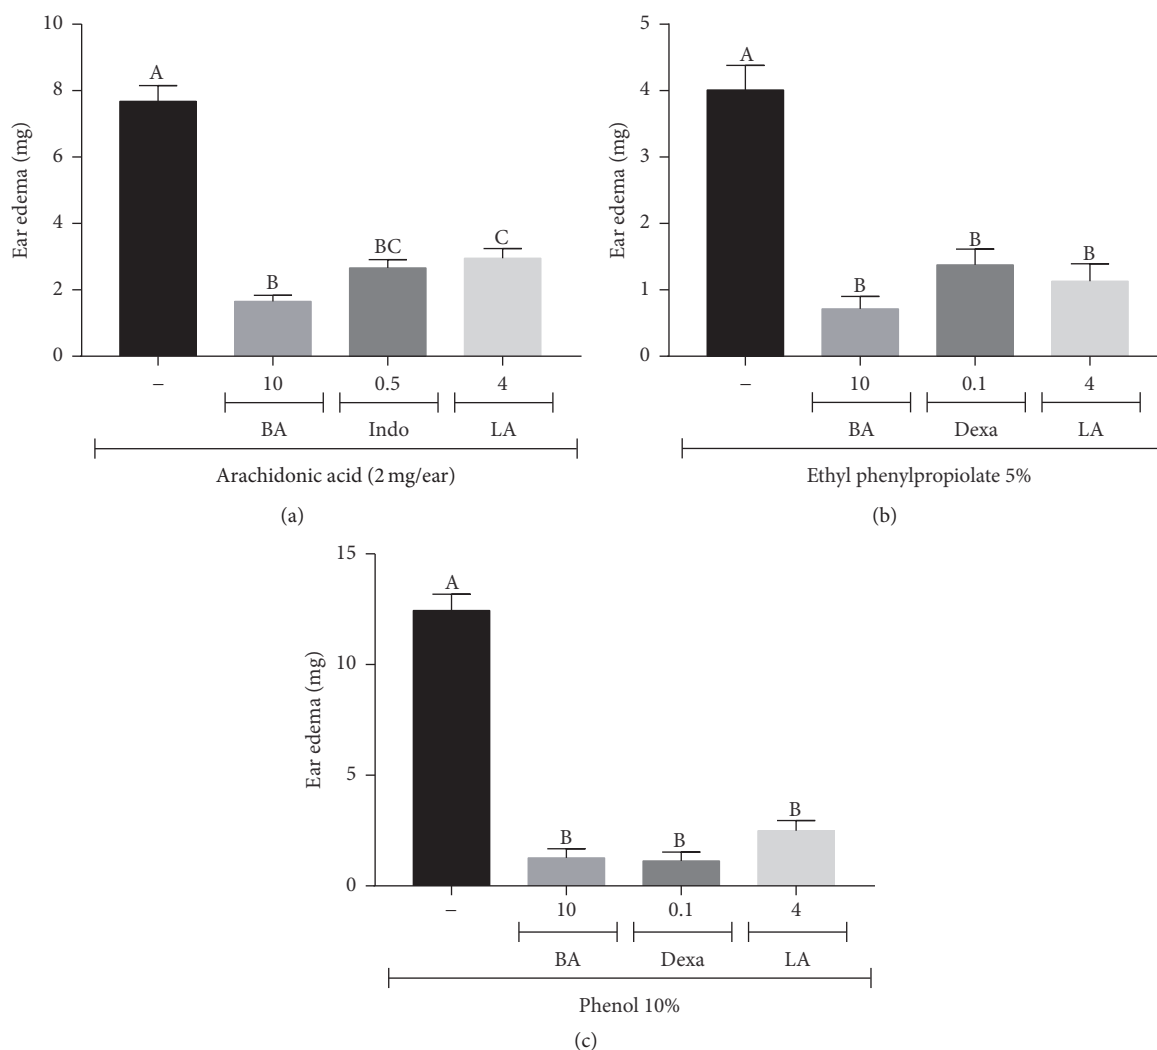 10
8
6
4
2
0
Ear edema (mg)
A
B
BC
C
– 10 0.5 4
BA Indo LA
Arachidonic acid (2 mg/ear)
(a)
5
4
3
2
1
0
Ear edema (mg)
A
B
B
B
– 10 0.1 4
BA Dexa LA
Ethyl phenylpropiolate 5%
(b)
15
10
5
0
Ear edema (mg)
A
B
B
B
– 10 0.1 4
BA Dexa LA
Phenol 10%
(c)